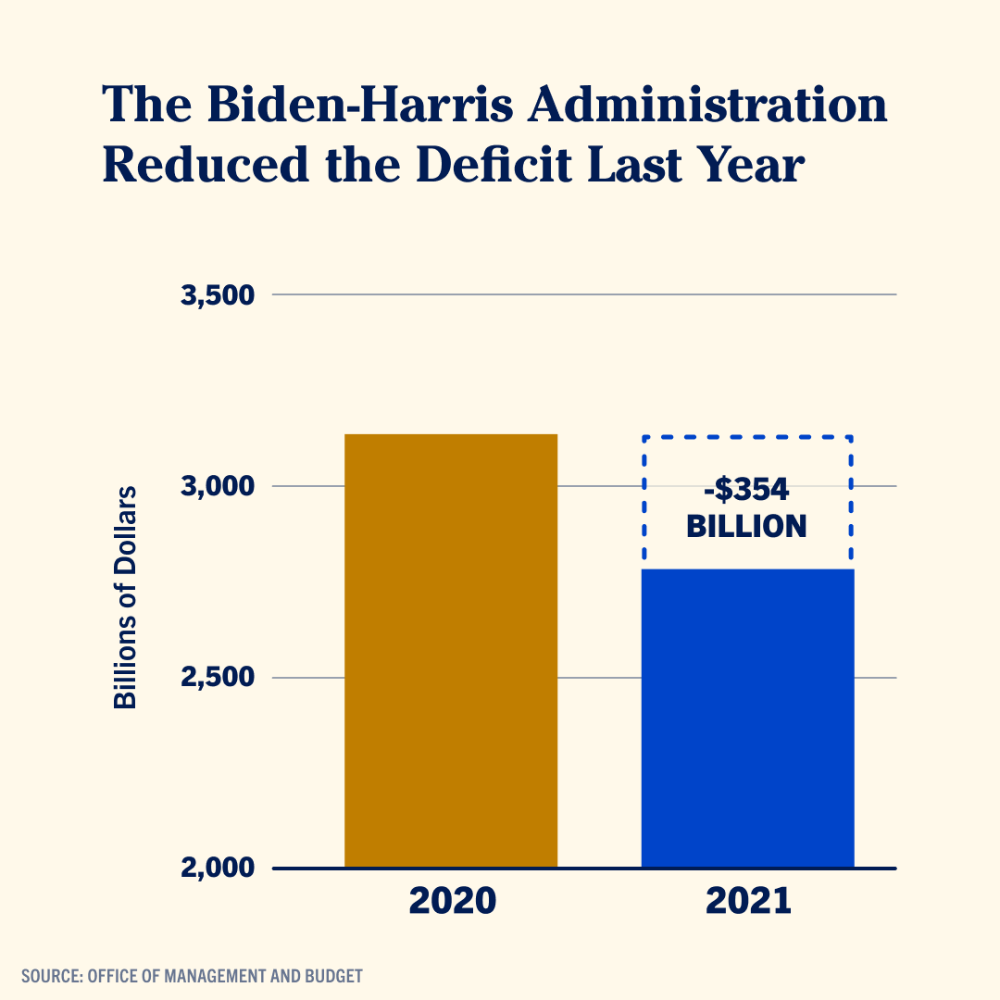 The Biden-Harris Administration
Reduced the Deficit Last Year
3,500
3,000
2,500
2,000
Billions of Dollars
-$354
BILLION
2020
2021
SOURCE: OFFICE OF MANAGEMENT AND BUDGET